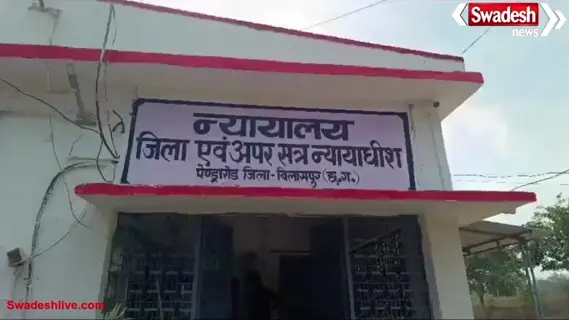 Swadesh
news
न्यायालय
जिला एवं अपर सत्र न्यायाधीश
पेण्ड्रारोड जिला-बिलासपुर (छ.ग.)
Swadeshlive.com